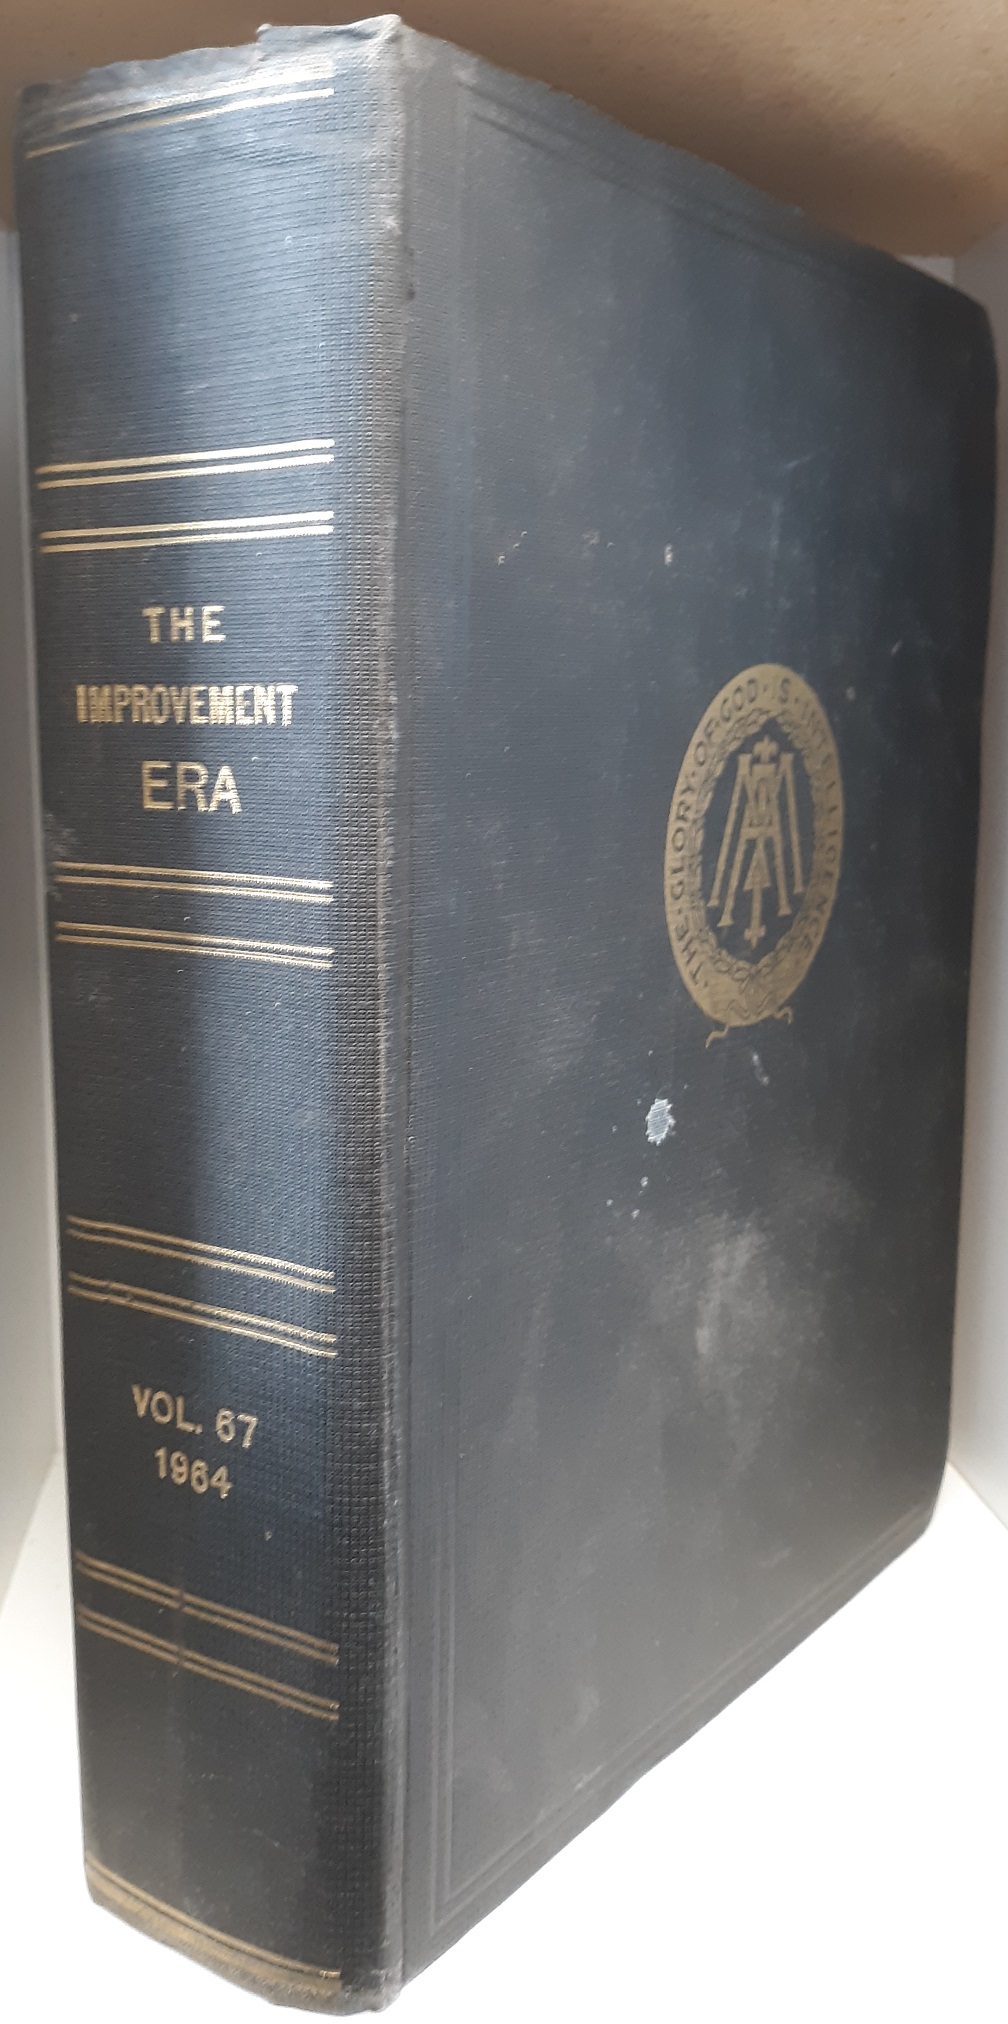 THE
IMPROVEMENT
ERA
VOL. 67
1964
THE·GLORY·OF·GOD·IS·INTELLIGENCE·